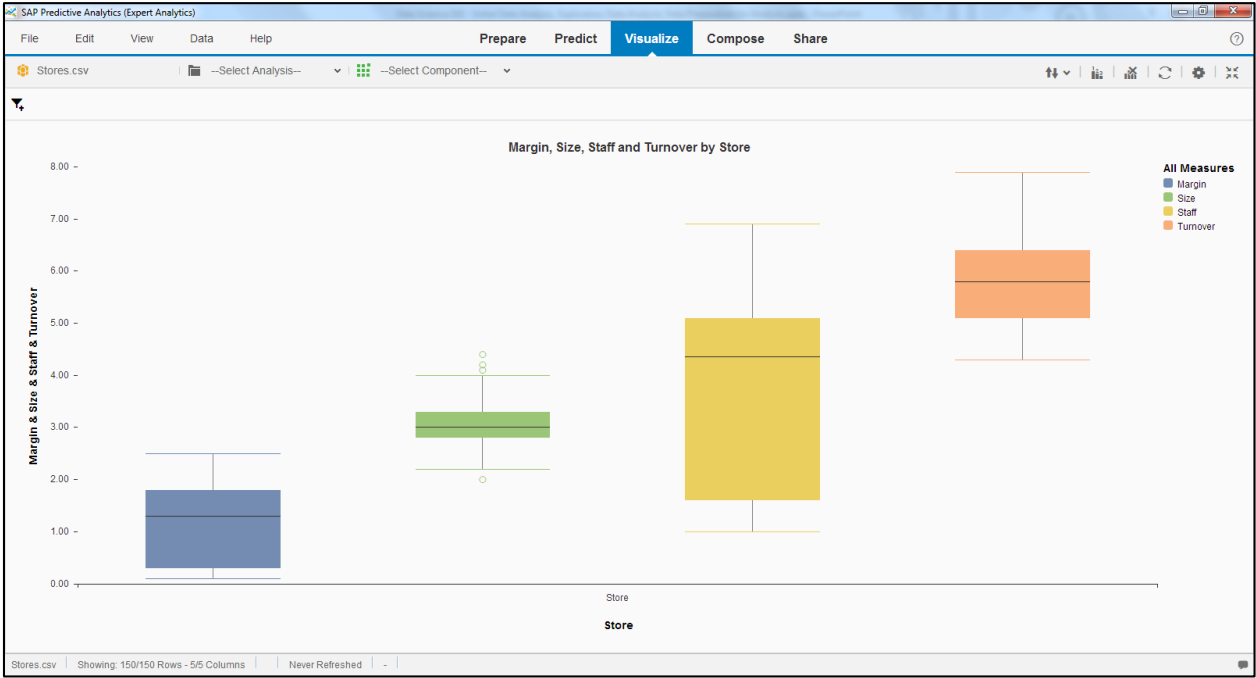 SAP Predictive Analytics (Expert Analytics)
File Edit View Data Help Prepare Predict Visualize Compose Share
Stores.csv --Select Analysis-- --Select Component--
Margin, Size, Staff and Turnover by Store
All Measures
Margin
Size
Staff
Turnover
Margin & Size & Staff & Turnover
8.00
7.00
6.00
5.00
4.00
3.00
2.00
1.00
0.00
Store
Store
Stores.csv Showing: 150/150 Rows - 5/5 Columns Never Refreshed -